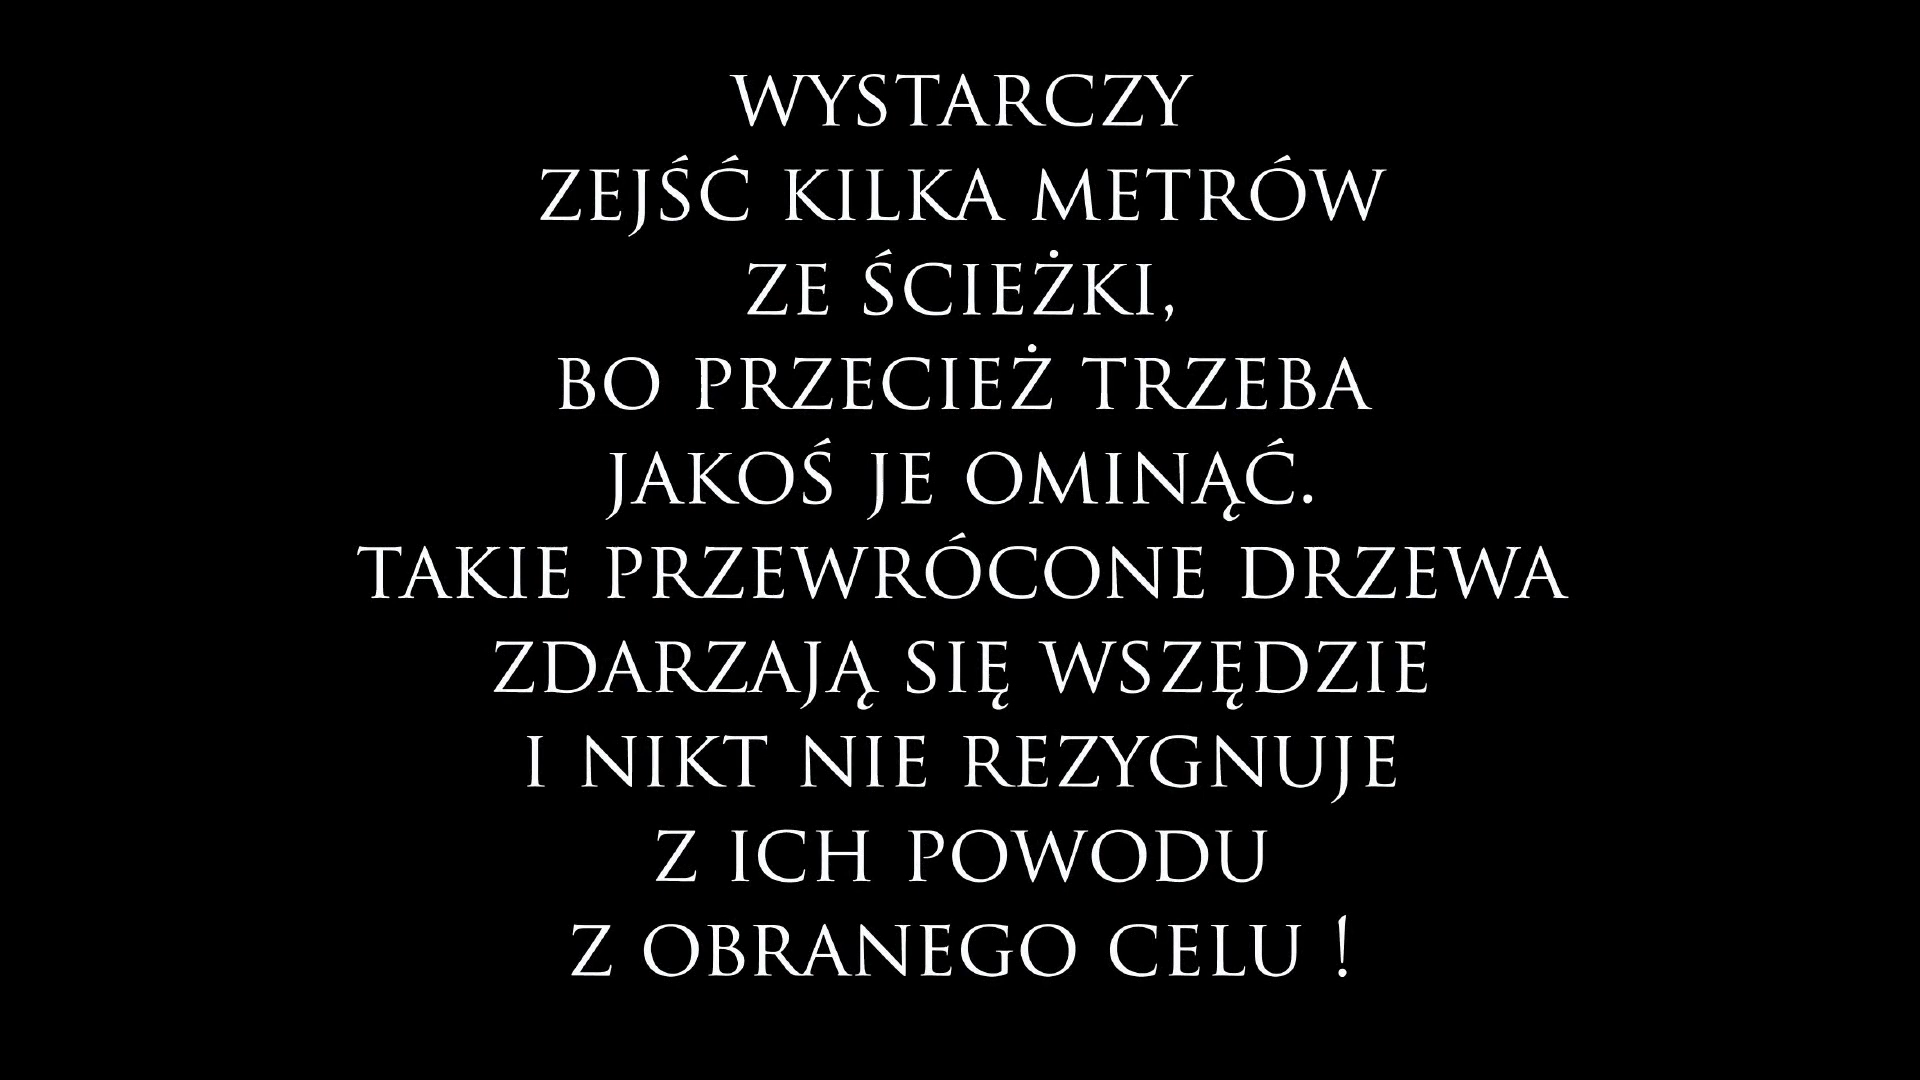 WYSTARCZY
ZEJŚĆ KILKA METRÓW
ZE ŚCIEŻKI,
BO PRZECIEŻ TRZEBA
JAKOŚ JE OMINĄĆ.
TAKIE PRZEWRÓCONE DRZEWA
ZDARZAJĄ SIĘ WSZĘDZIE
I NIKT NIE REZYGNUJE
Z ICH POWODU
Z OBRANEGO CELU !